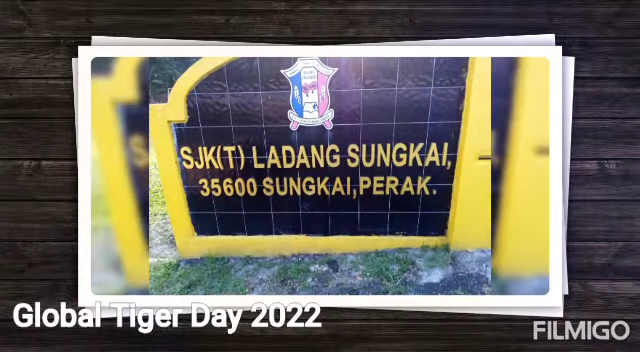 SJK(T) LADANG SUNGKAI,
35600 SUNGKAI,PERAK.
Global Tiger Day 2022
FILMIGO